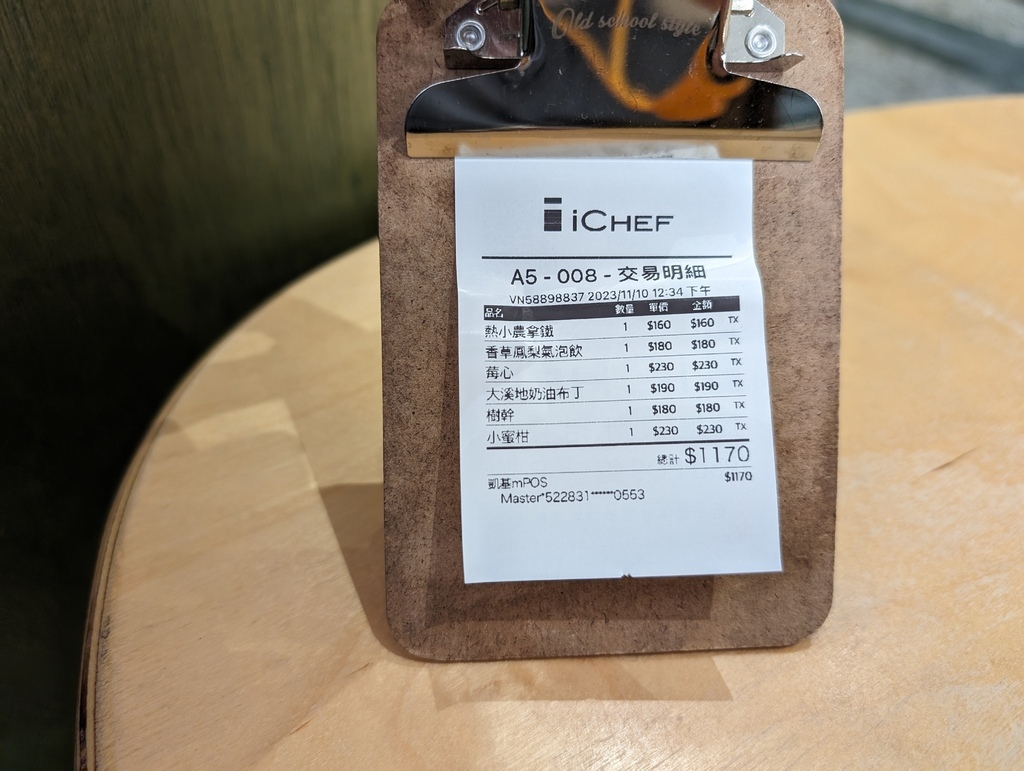 Old school style
iCHEF
A5 - 008 - 交易明細
VN58898837 2023/11/10 12:34 下午
品名 數量 單價 金額
熱小農拿鐵 1 $160 $160 TX
香草鳳梨氣泡飲 1 $180 $180 TX
莓心 1 $230 $230 TX
大溪地奶油布丁 1 $190 $190 TX
樹幹 1 $180 $180 TX
小蜜柑 1 $230 $230 TX
總計 $1170
凱基mPOS $1170
Master*522831******0553